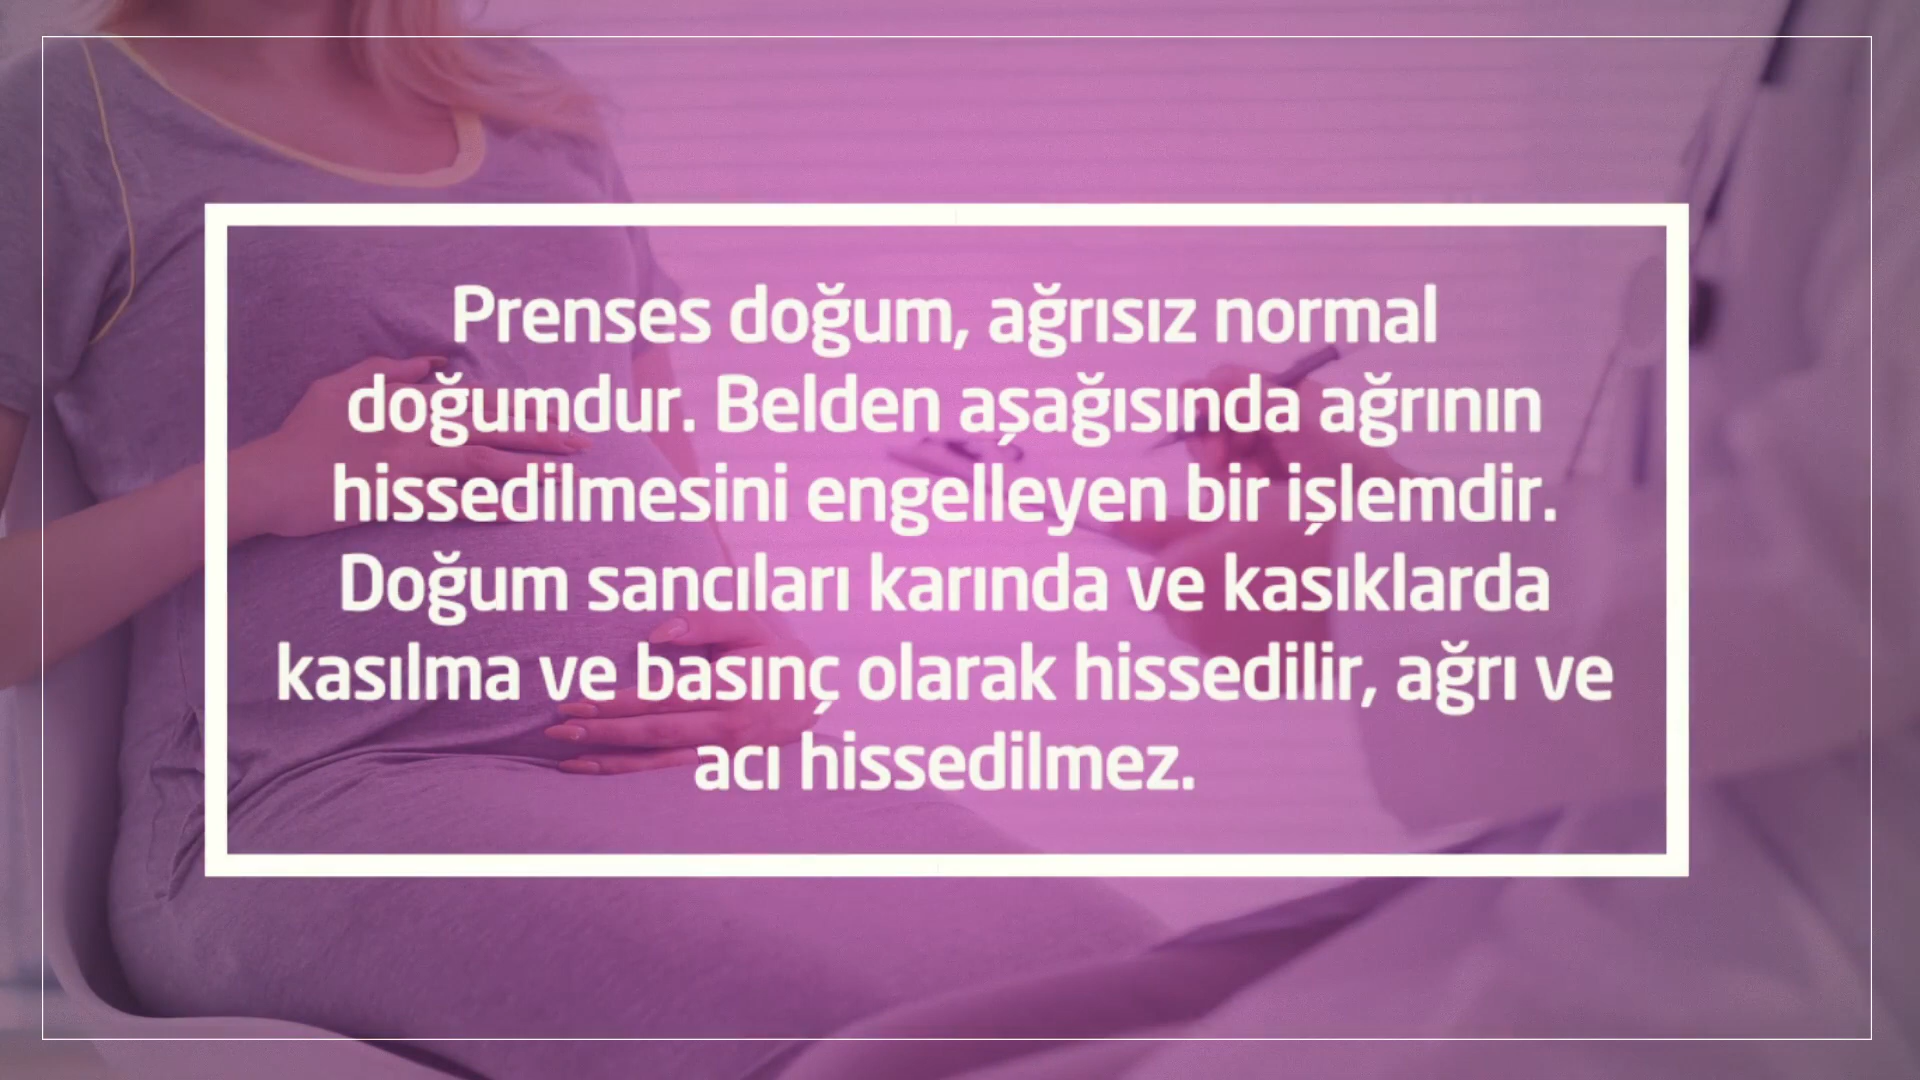 Prenses doğum, ağrısız normal
doğumdur. Belden aşağısında ağrının
hissedilmesini engelleyen bir işlemdir.
Doğum sancıları karında ve kasıklarda
kasılma ve basınç olarak hissedilir, ağrı ve
acı hissedilmez.